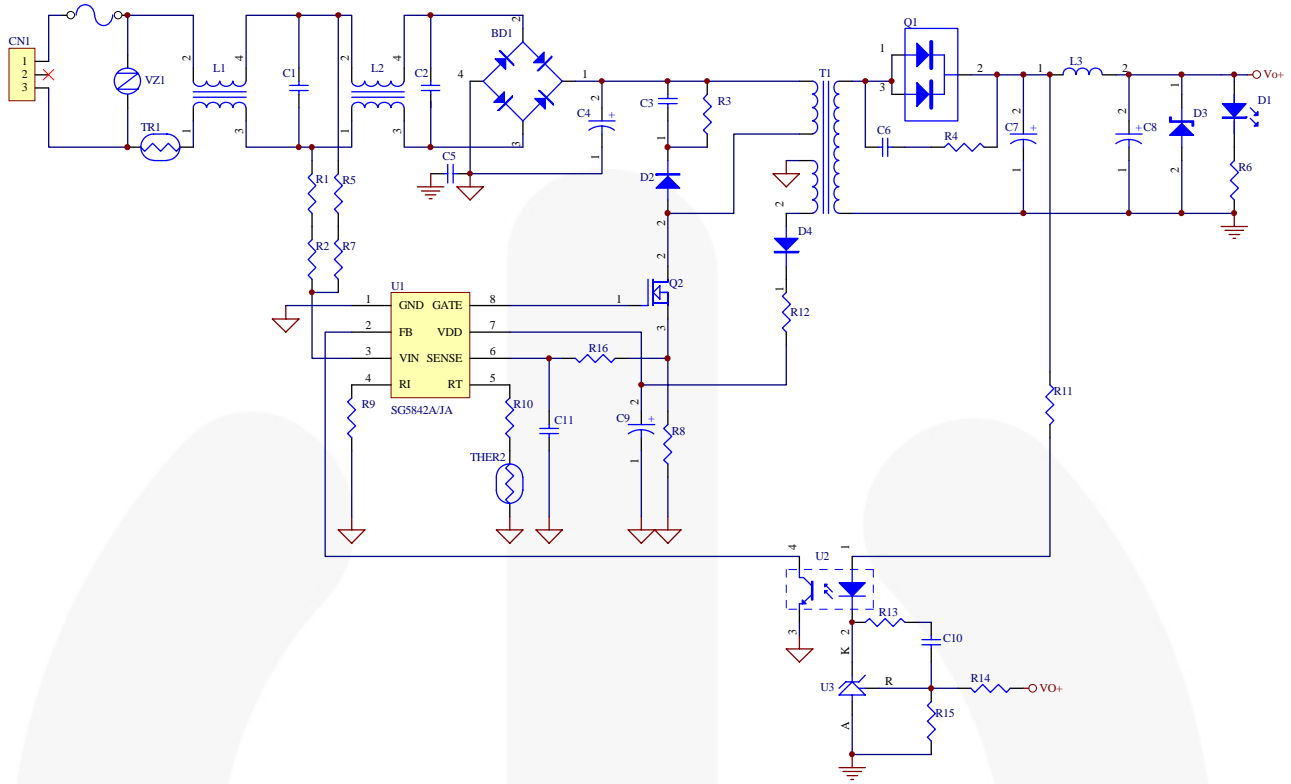 CN1
1
2
3
VZ1
TR1
2
L1
4
1
3
C1
2
L2
4
1
3
C2
BD1
2
4
1
3
C5
R1
R5
R2
R7
C4
2
+
1
C3
1
R3
D2
2
T1
2
D4
1
R12
Q1
1
3
2
C6
R4
1
L3
2
Vo+
C7
2
+
1
C8
+
1
1
D3
2
D1
R6
U1
1
GND
GATE
8
2
FB
VDD
7
3
VIN
SENSE
6
4
RI
RT
5
SG5842A/JA
2
Q2
1
3
R16
R9
R10
THER2
C11
C9
2
+
1
R8
R11
4
U2
1
3
2
R13
C10
K
U3
R
A
R14
VO+
R15